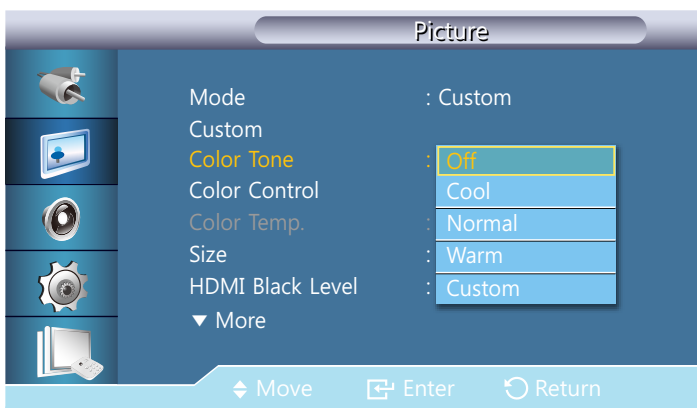 Picture
Mode : Custom
Custom
Color Tone : Off
Color Control Cool
Color Temp. : Normal
Size : Warm
HDMI Black Level : Custom
▼ More
Move Enter Return